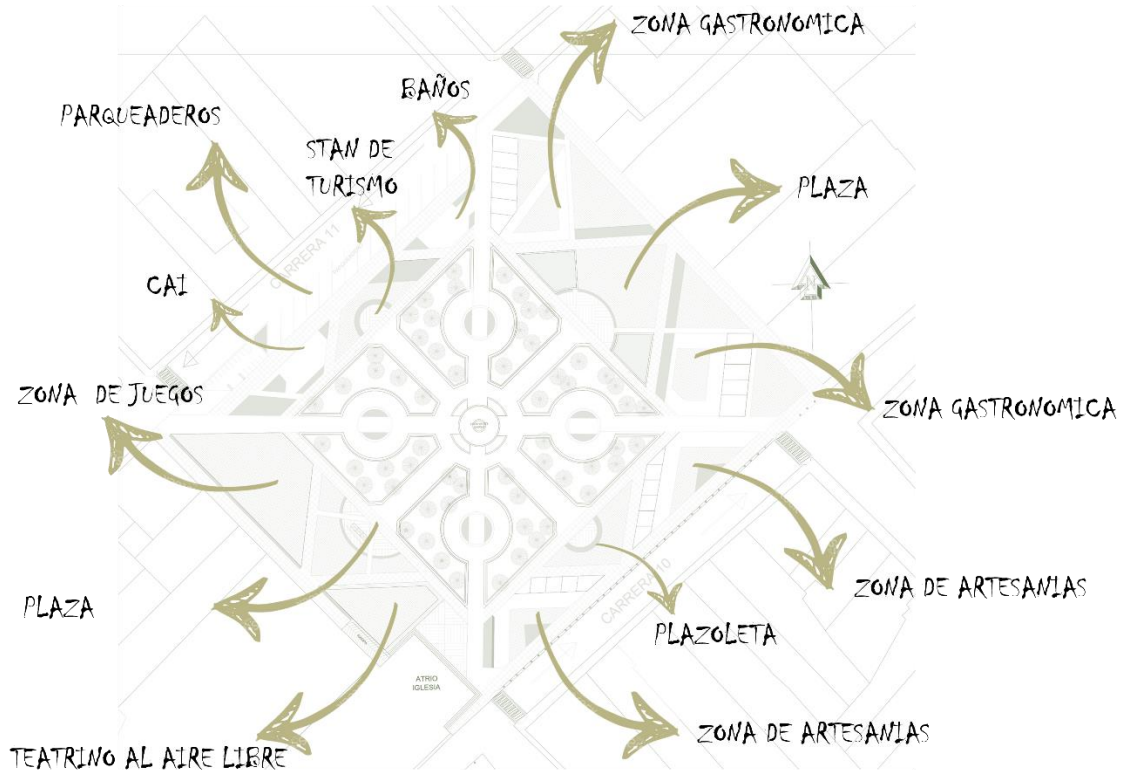 ZONA GASTRONOMICA
BAÑOS
PARQUEADEROS
STAN DE
TURISMO
PLAZA
CARRERA 11
CAI
ZONA DE JUEGOS
ZONA GASTRONOMICA
ZONA DE ARTESANIAS
PLAZA
CARRERA 10
PLAZOLETA
ATRIO
IGLESIA
ZONA DE ARTESANIAS
TEATRINO AL AIRE LIBRE